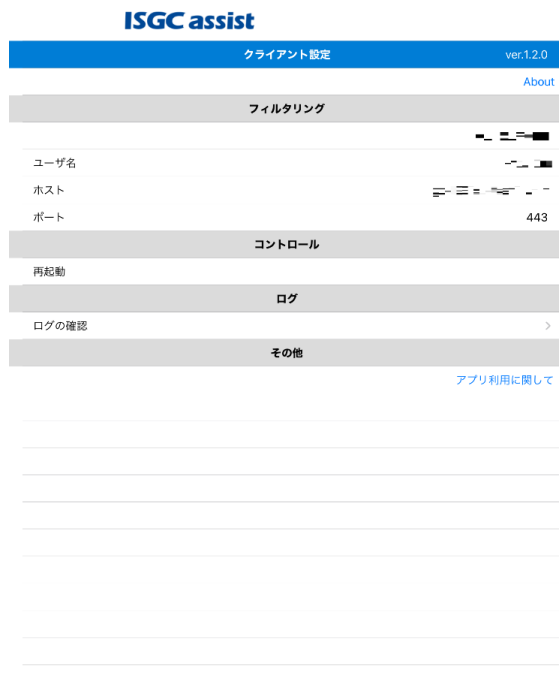 ISGC assist
クライアント設定 ver.1.2.0
About
フィルタリング
ユーザ名
ホスト
ポート 443
コントロール
再起動
ログ
ログの確認
その他
アプリ利用に関して